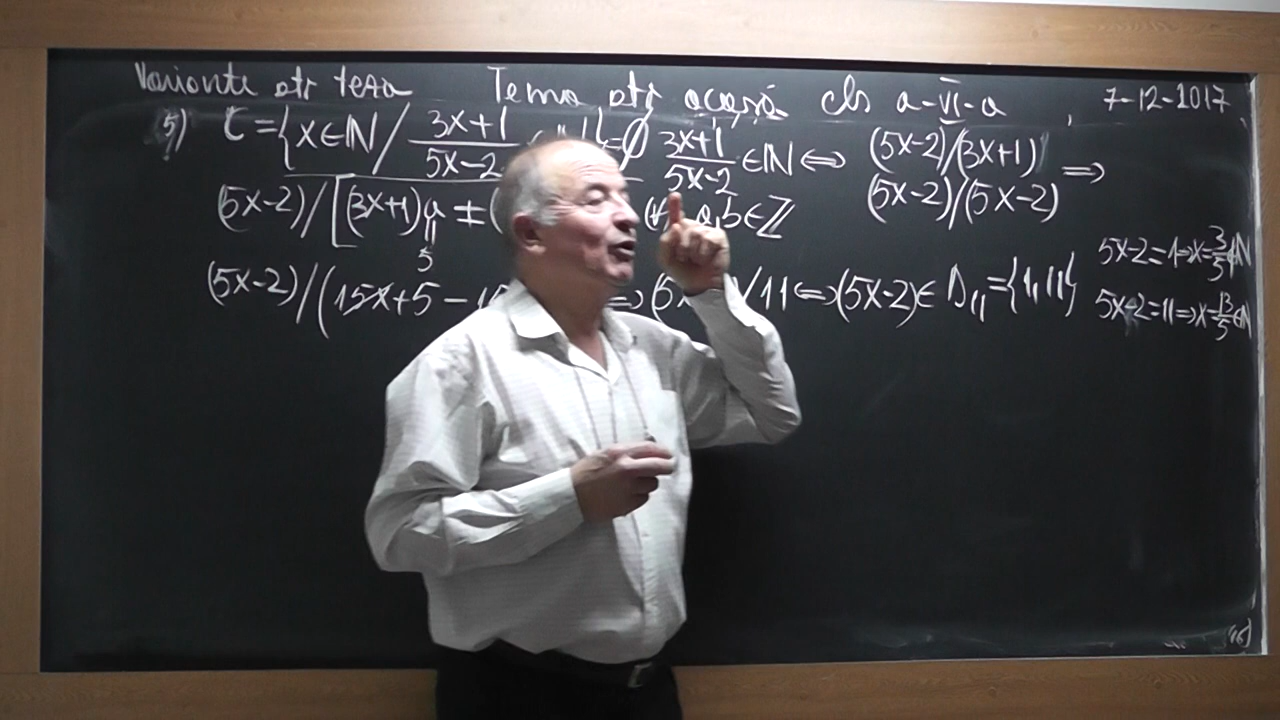 Variante ptr teza Tema ptr acasă cls a-VI-a , 7-12-2017
5) C = {x∈ℕ / (3x+1)/(5x-2) } = ∅ (3x+1)/(5x-2) ∈ ℕ ⇔ (5x-2)/(3x+1)
(5x-2)/(5x-2) ⇒
(5x-2)/[(3x+1)a ± ( (∀) a,b∈ℤ
5
5x-2=1⇒x=3/5∉ℕ
(5x-2)/(15x+5-1 ⇒ (5x /11 ⇔ (5x-2)∈ D₁₁={1,11}
5x-2=11⇒x=13/5∉ℕ